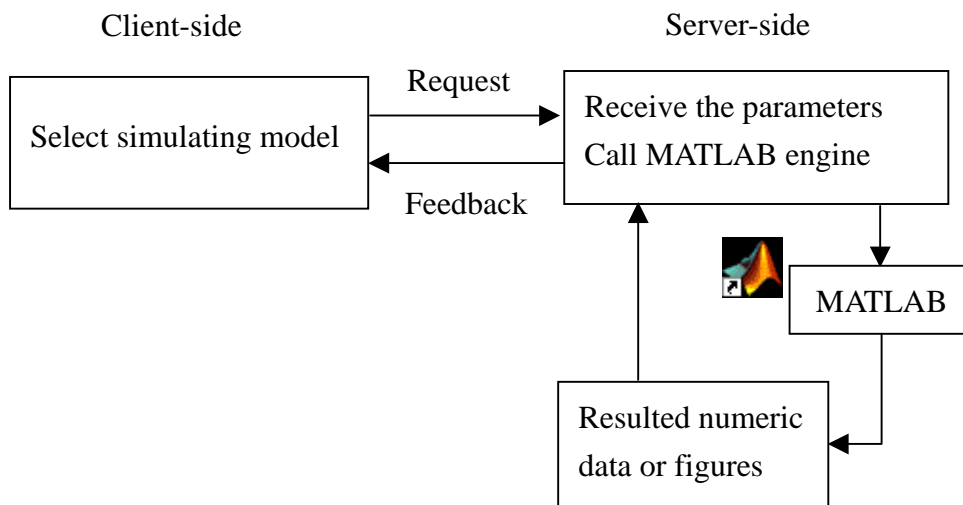 Client-side
Server-side
Request
Select simulating model
Receive the parameters
Call MATLAB engine
Feedback
MATLAB
Resulted numeric
data or figures